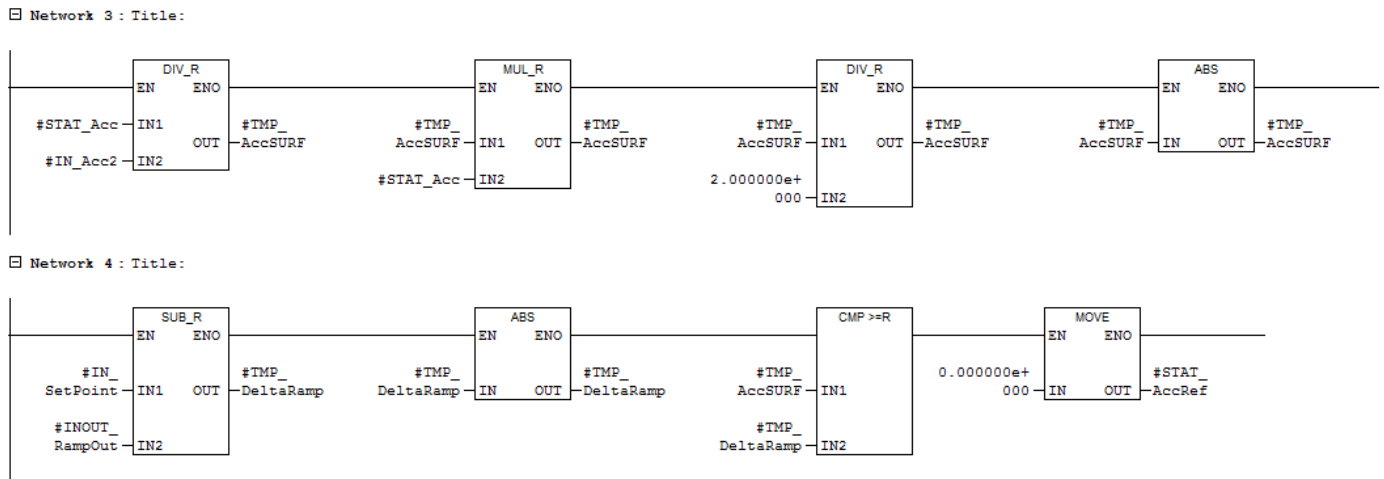 Network 3 : Title:
DIV_R MUL_R DIV_R ABS
EN ENO EN ENO EN ENO EN ENO
#STAT_Acc IN1 #TMP_ #TMP_ #TMP_ #TMP_ #TMP_ #TMP_ #TMP_
OUT AccSURF AccSURF IN1 OUT AccSURF AccSURF IN1 OUT AccSURF AccSURF IN OUT AccSURF
#IN_Acc2 IN2
#STAT_Acc IN2 2.000000e+
000 IN2
Network 4 : Title:
SUB_R ABS CMP >=R MOVE
EN ENO EN ENO EN ENO
#IN_ #TMP_ #TMP_ #TMP_ #TMP_ 0.000000e+ #STAT_
SetPoint IN1 OUT DeltaRamp DeltaRamp IN OUT DeltaRamp AccSURF IN1 000 IN OUT AccRef
#INOUT_ #TMP_
RampOut IN2 DeltaRamp IN2